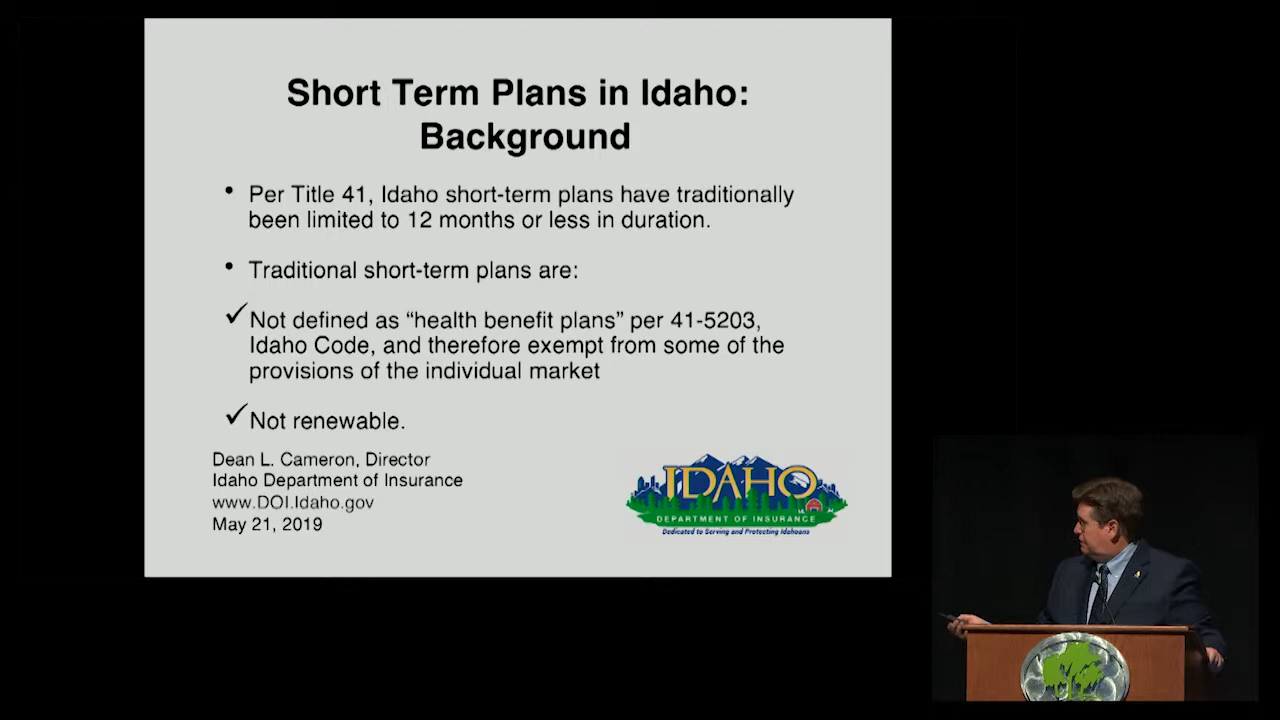 Short Term Plans in Idaho:
Background
• Per Title 41, Idaho short-term plans have traditionally
been limited to 12 months or less in duration.
• Traditional short-term plans are:
✓Not defined as “health benefit plans” per 41-5203,
Idaho Code, and therefore exempt from some of the
provisions of the individual market
✓Not renewable.
Dean L. Cameron, Director
Idaho Department of Insurance
www.DOI.Idaho.gov
May 21, 2019
IDAHO
DEPARTMENT OF INSURANCE
Dedicated to Serving and Protecting Idahoans